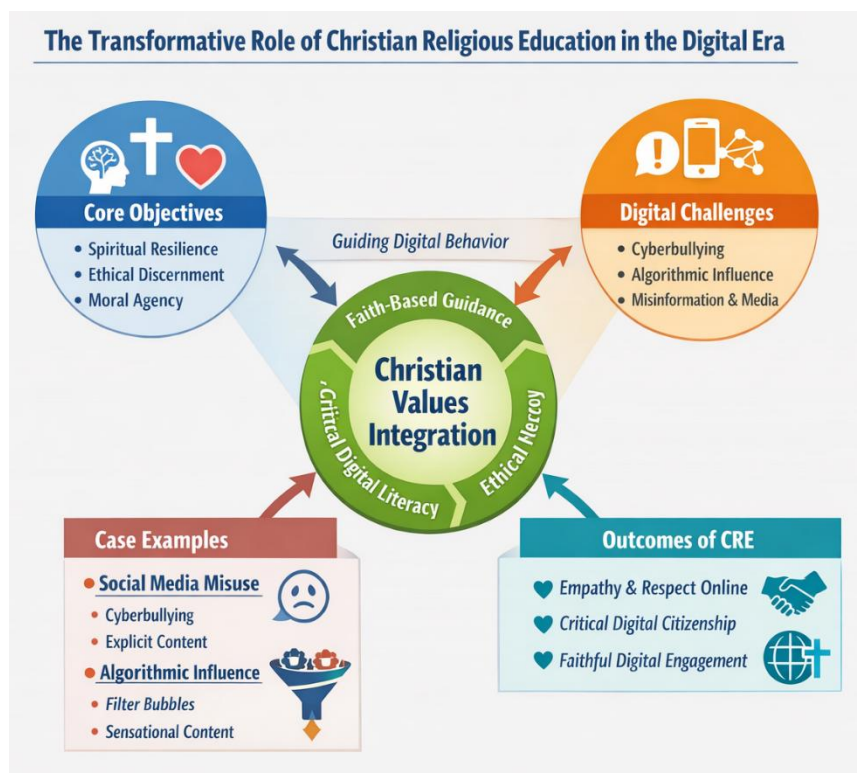 The Transformative Role of Christian Religious Education in the Digital Era
Core Objectives
• Spiritual Resilience
• Ethical Discernment
• Moral Agency
Guiding Digital Behavior
Digital Challenges
• Cyberbullying
• Algorithmic Influence
• Misinformation & Media
Faith-Based Guidance
Christian
Values
Integration
Digital Literacy
Ethical
Case Examples
• Social Media Misuse
• Cyberbullying
• Explicit Content
• Algorithmic Influence
• Filter Bubbles
• Sensational Content
Outcomes of CRE
Empathy & Respect Online
Critical Digital Citizenship
Faithful Digital Engagement